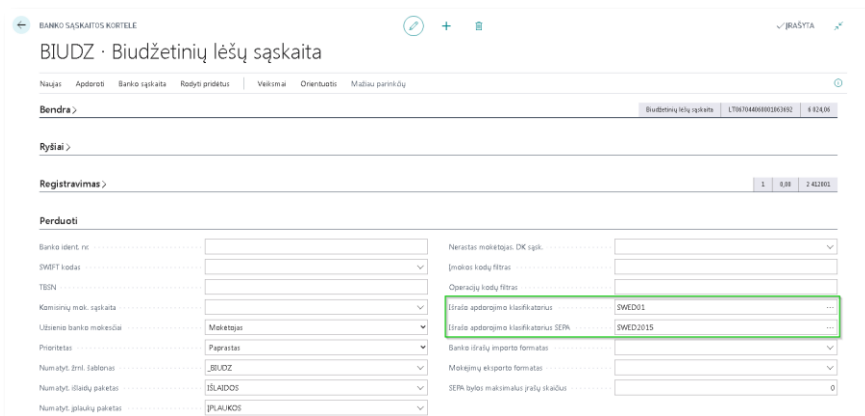 BANKO SĄSKAITOS KORTELĖ
ĮRAŠYTA
BIUDZ · Biudžetinių lėšų sąskaita
Naujas Apdoroti Banko sąskaita Rodyti pridėtus Veiksmai Orientuotis Mažiau parinkčių
Bendra
Biudžetinių lėšų sąskaita LT067044060001063692 6 024,06
Ryšiai
Registravimas
1 0,00 2 412001
Perduoti
Banko ident. nr.
SWIFT kodas
TBSN
Komisinių mok. sąskaita
Užsienio banko mokesčiai Mokėtojas
Prioritetas Paprastas
Numatyt. žrnl. šablonas _BIUDZ
Numatyt. išlaidų paketas IŠLAIDOS
Numatyt. įplaukų paketas ĮPLAUKOS
Nerastas mokėtojas. DK sąsk.
Įmokos kodų filtras
Operacijų kodų filtras
Išrašo apdorojimo klasifikatorius SWED01
Išrašo apdorojimo klasifikatorius SEPA SWED2015
Banko išrašų importo formatas
Mokėjimų eksporto formatas
SEPA bylos maksimalus įrašų skaičius 0